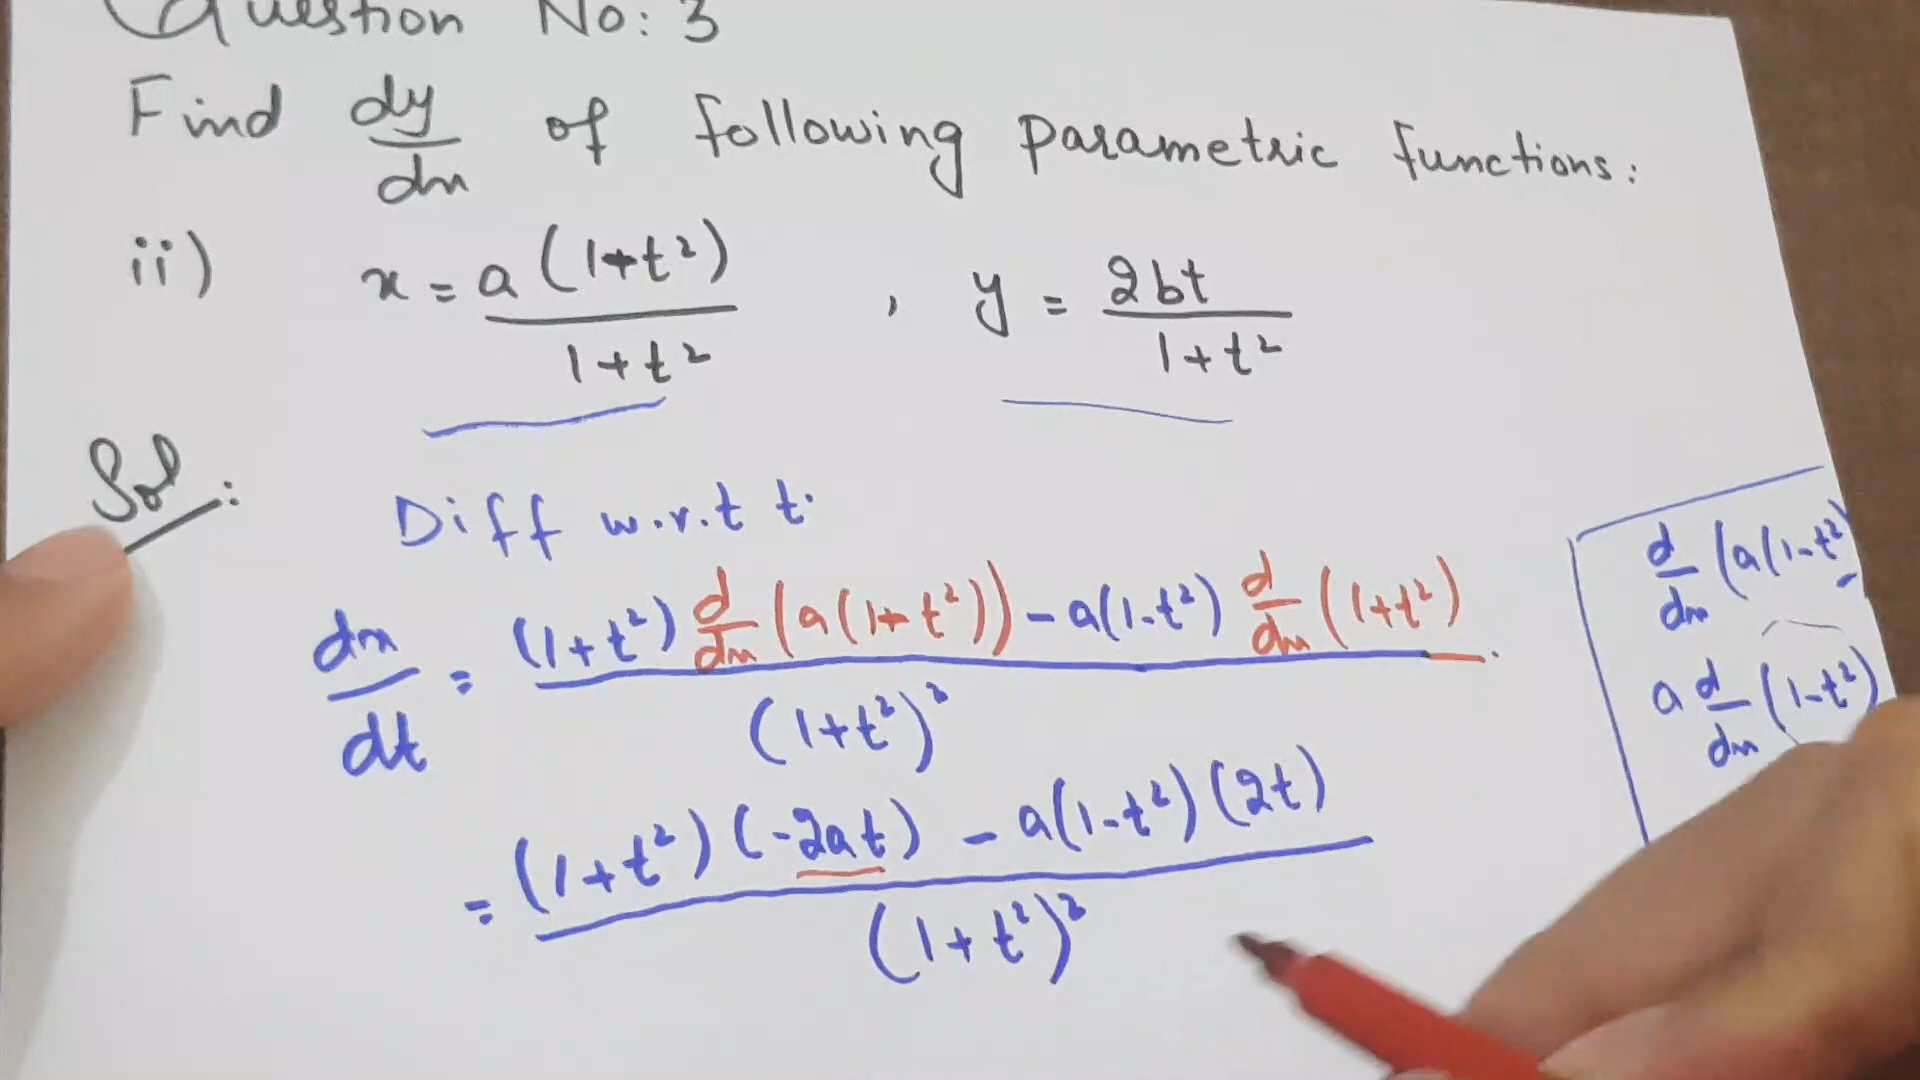 Question No: 3
Find dy/dx of following parametric functions:
ii) x = a(1+t²)/1+t² , y = 2bt/1+t²
Sol:
Diff w.r.t t.
dx/dt = (1+t²) d/dx (a(1+t²)) - a(1-t²) d/dx (1+t²) / (1+t²)²
= (1+t²)(-2at) - a(1-t²)(2t) / (1+t²)²
d/dx (a(1-t²)
a d/dx (1-t²)